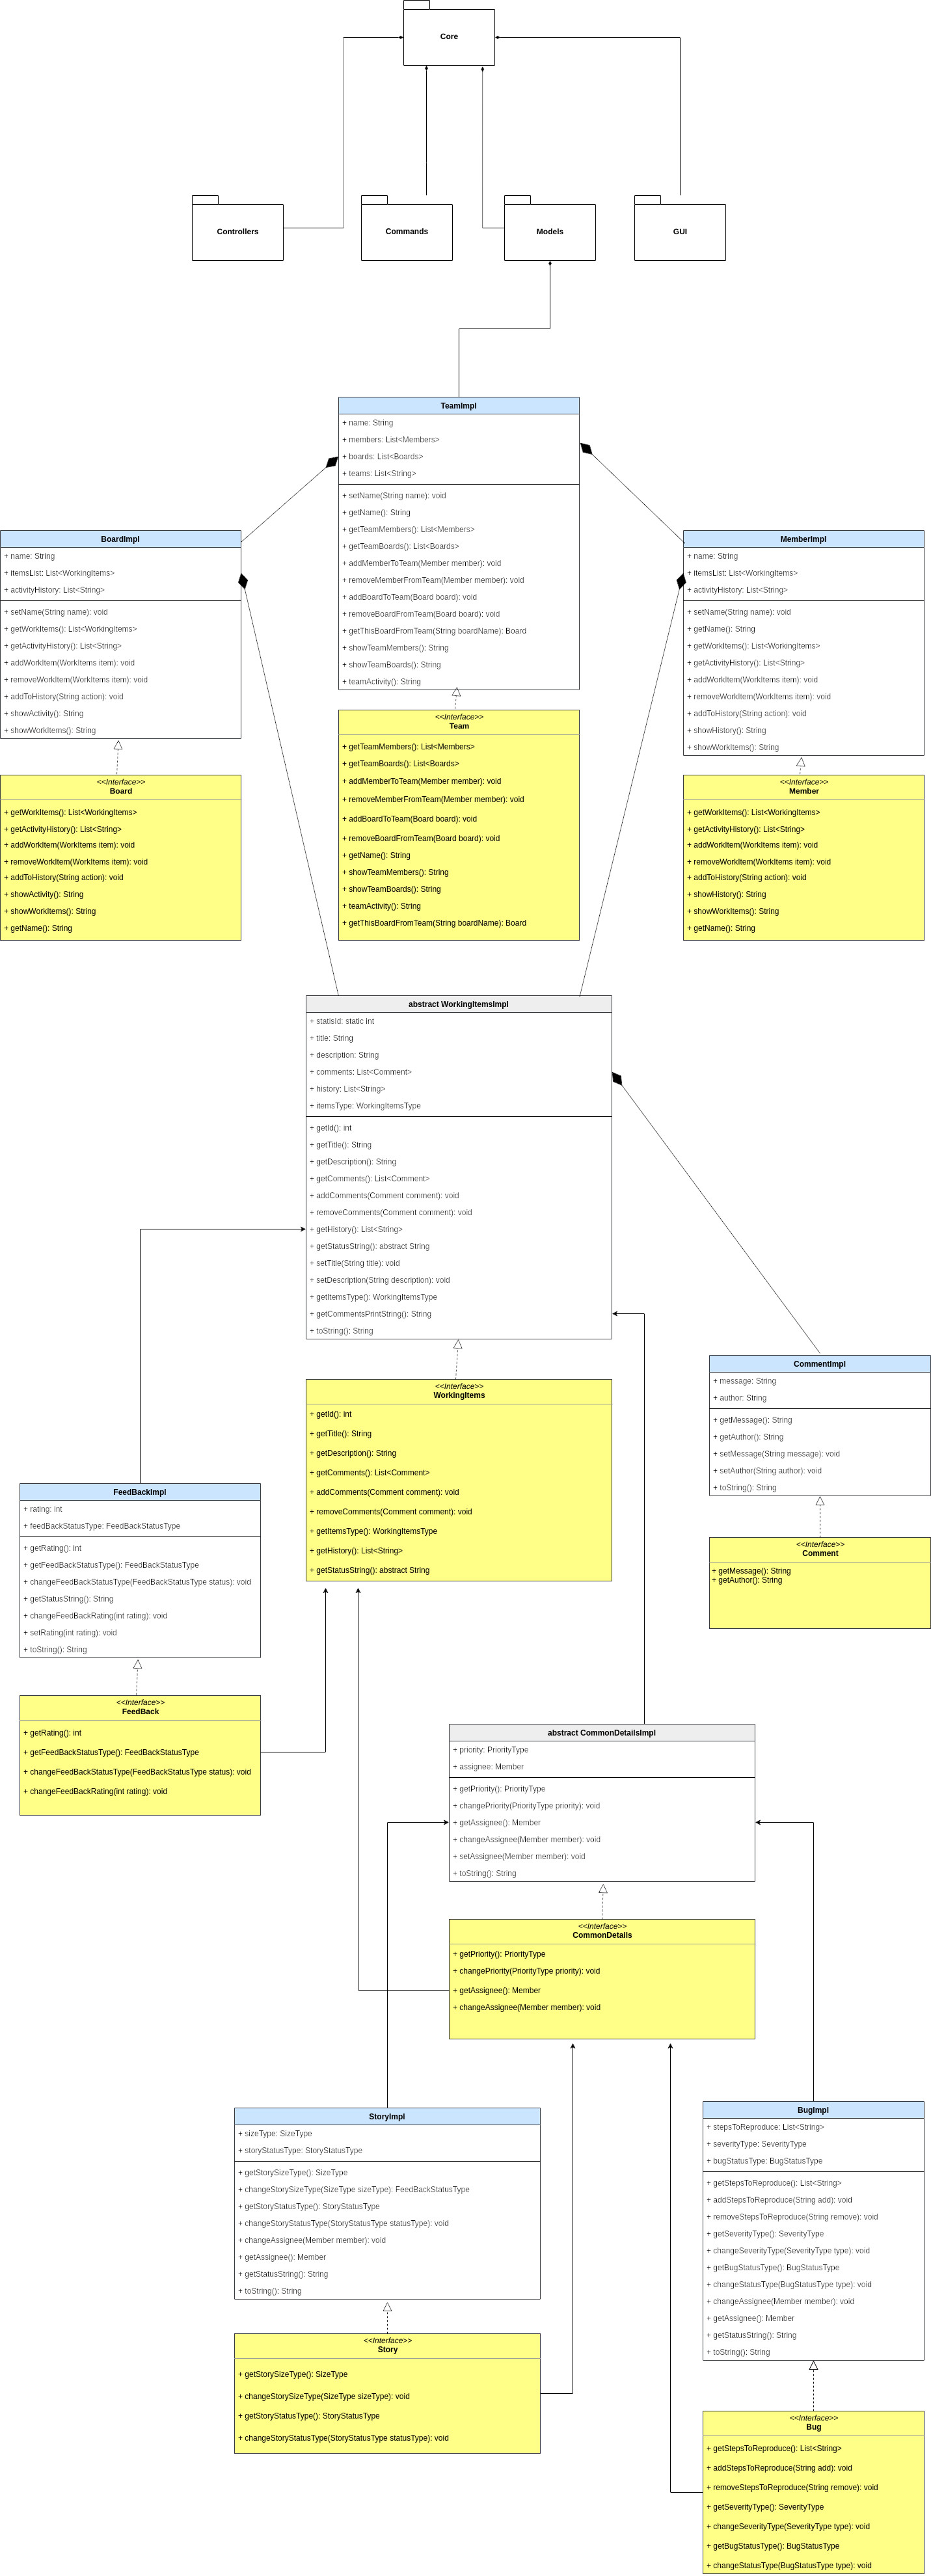 Core
Controllers
Commands
Models
GUI
TeamImpl
+ name: String
+ members: List<Members>
+ boards: List<Boards>
+ teams: List<String>
+ setName(String name): void
+ getName(): String
+ getTeamMembers(): List<Members>
+ getTeamBoards(): List<Boards>
+ addMemberToTeam(Member member): void
+ removeMemberFromTeam(Member member): void
+ addBoardToTeam(Board board): void
+ removeBoardFromTeam(Board board): void
+ getThisBoardFromTeam(String boardName): Board
+ showTeamMembers(): String
+ showTeamBoards(): String
+ teamActivity(): String
BoardImpl
+ name: String
+ itemsList: List<WorkingItems>
+ activityHistory: List<String>
+ setName(String name): void
+ getWorkItems(): List<WorkingItems>
+ getActivityHistory(): List<String>
+ addWorkItem(WorkItems item): void
+ removeWorkItem(WorkItems item): void
+ addToHistory(String action): void
+ showActivity(): String
+ showWorkItems(): String
MemberImpl
+ name: String
+ itemsList: List<WorkingItems>
+ activityHistory: List<String>
+ setName(String name): void
+ getName(): String
+ getWorkItems(): List<WorkingItems>
+ getActivityHistory(): List<String>
+ addWorkItem(WorkItems item): void
+ removeWorkItem(WorkItems item): void
+ addToHistory(String action): void
+ showHistory(): String
+ showWorkItems(): String
<<Interface>>
Team
+ getTeamMembers(): List<Members>
+ getTeamBoards(): List<Boards>
+ addMemberToTeam(Member member): void
+ removeMemberFromTeam(Member member): void
+ addBoardToTeam(Board board): void
+ removeBoardFromTeam(Board board): void
+ getName(): String
+ showTeamMembers(): String
+ showTeamBoards(): String
+ teamActivity(): String
+ getThisBoardFromTeam(String boardName): Board
<<Interface>>
Board
+ getWorkItems(): List<WorkingItems>
+ getActivityHistory(): List<String>
+ addWorkItem(WorkItems item): void
+ removeWorkItem(WorkItems item): void
+ addToHistory(String action): void
+ showActivity(): String
+ showWorkItems(): String
+ getName(): String
<<Interface>>
Member
+ getWorkItems(): List<WorkingItems>
+ getActivityHistory(): List<String>
+ addWorkItem(WorkItems item): void
+ removeWorkItem(WorkItems item): void
+ addToHistory(String action): void
+ showHistory(): String
+ showWorkItems(): String
+ getName(): String
abstract WorkingItemsImpl
+ statisId: static int
+ title: String
+ description: String
+ comments: List<Comment>
+ history: List<String>
+ itemsType: WorkingItemsType
+ getId(): int
+ getTitle(): String
+ getDescription(): String
+ getComments(): List<Comment>
+ addComments(Comment comment): void
+ removeComments(Comment comment): void
+ getHistory(): List<String>
+ getStatusString(): abstract String
+ setTitle(String title): void
+ setDescription(String description): void
+ getItemsType(): WorkingItemsType
+ getCommentsPrintString(): String
+ toString(): String
<<Interface>>
WorkingItems
+ getId(): int
+ getTitle(): String
+ getDescription(): String
+ getComments(): List<Comment>
+ addComments(Comment comment): void
+ removeComments(Comment comment): void
+ getItemsType(): WorkingItemsType
+ getHistory(): List<String>
+ getStatusString(): abstract String
CommentImpl
+ message: String
+ author: String
+ getMessage(): String
+ getAuthor(): String
+ setMessage(String message): void
+ setAuthor(String author): void
+ toString(): String
<<Interface>>
Comment
+ getMessage(): String
+ getAuthor(): String
FeedBackImpl
+ rating: int
+ feedBackStatusType: FeedBackStatusType
+ getRating(): int
+ getFeedBackStatusType(): FeedBackStatusType
+ changeFeedBackStatusType(FeedBackStatusType status): void
+ getStatusString(): String
+ changeFeedBackRating(int rating): void
+ setRating(int rating): void
+ toString(): String
<<Interface>>
FeedBack
+ getRating(): int
+ getFeedBackStatusType(): FeedBackStatusType
+ changeFeedBackStatusType(FeedBackStatusType status): void
+ changeFeedBackRating(int rating): void
abstract CommonDetailsImpl
+ priority: PriorityType
+ assignee: Member
+ getPriority(): PriorityType
+ changePriority(PriorityType priority): void
+ getAssignee(): Member
+ changeAssignee(Member member): void
+ setAssignee(Member member): void
+ toString(): String
<<Interface>>
CommonDetails
+ getPriority(): PriorityType
+ changePriority(PriorityType priority): void
+ getAssignee(): Member
+ changeAssignee(Member member): void
StoryImpl
+ sizeType: SizeType
+ storyStatusType: StoryStatusType
+ getStorySizeType(): SizeType
+ changeStorySizeType(SizeType sizeType): FeedBackStatusType
+ getStoryStatusType(): StoryStatusType
+ changeStoryStatusType(StoryStatusType statusType): void
+ changeAssignee(Member member): void
+ getAssignee(): Member
+ getStatusString(): String
+ toString(): String
<<Interface>>
Story
+ getStorySizeType(): SizeType
+ changeStorySizeType(SizeType sizeType): void
+ getStoryStatusType(): StoryStatusType
+ changeStoryStatusType(StoryStatusType statusType): void
BugImpl
+ stepsToReproduce: List<String>
+ severityType: SeverityType
+ bugStatusType: BugStatusType
+ getStepsToReproduce(): List<String>
+ addStepsToReproduce(String add): void
+ removeStepsToReproduce(String remove): void
+ getSeverityType(): SeverityType
+ changeSeverityType(SeverityType type): void
+ getBugStatusType(): BugStatusType
+ changeStatusType(BugStatusType type): void
+ changeAssignee(Member member): void
+ getAssignee(): Member
+ getStatusString(): String
+ toString(): String
<<Interface>>
Bug
+ getStepsToReproduce(): List<String>
+ addStepsToReproduce(String add): void
+ removeStepsToReproduce(String remove): void
+ getSeverityType(): SeverityType
+ changeSeverityType(SeverityType type): void
+ getBugStatusType(): BugStatusType
+ changeStatusType(BugStatusType type): void